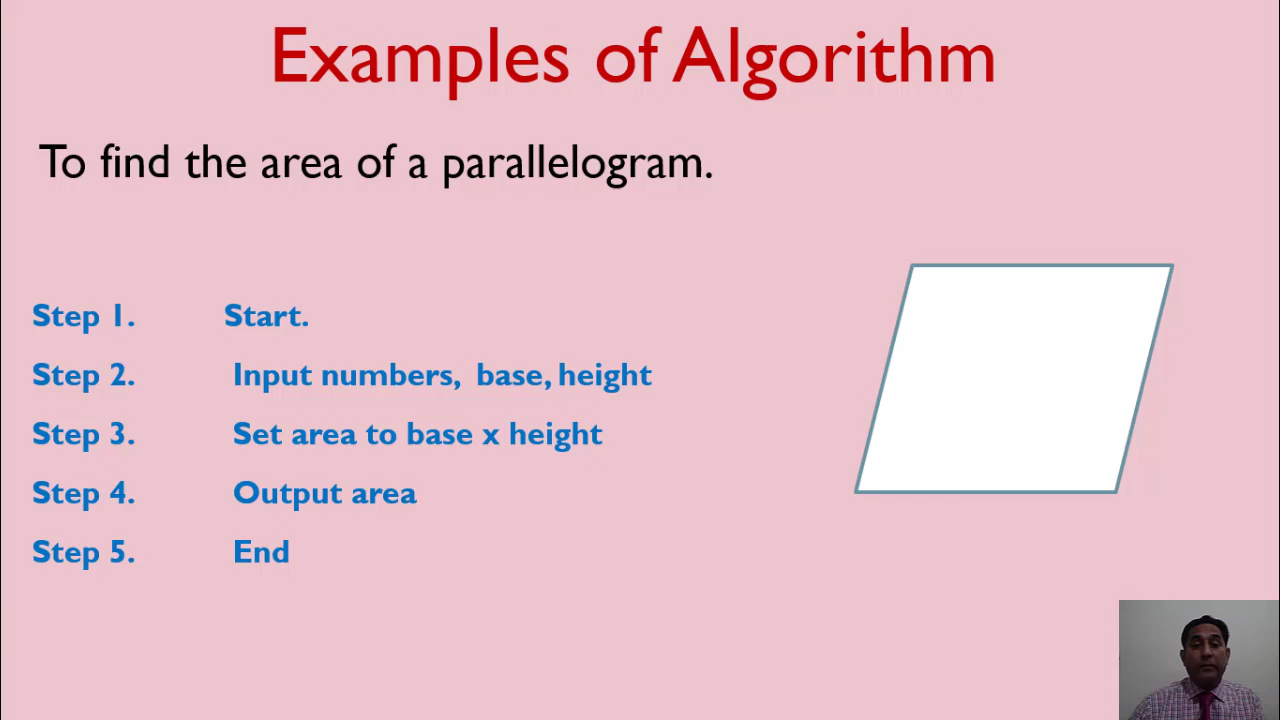 Examples of Algorithm
To find the area of a parallelogram.
Step 1. Start.
Step 2. Input numbers, base, height
Step 3. Set area to base x height
Step 4. Output area
Step 5. End